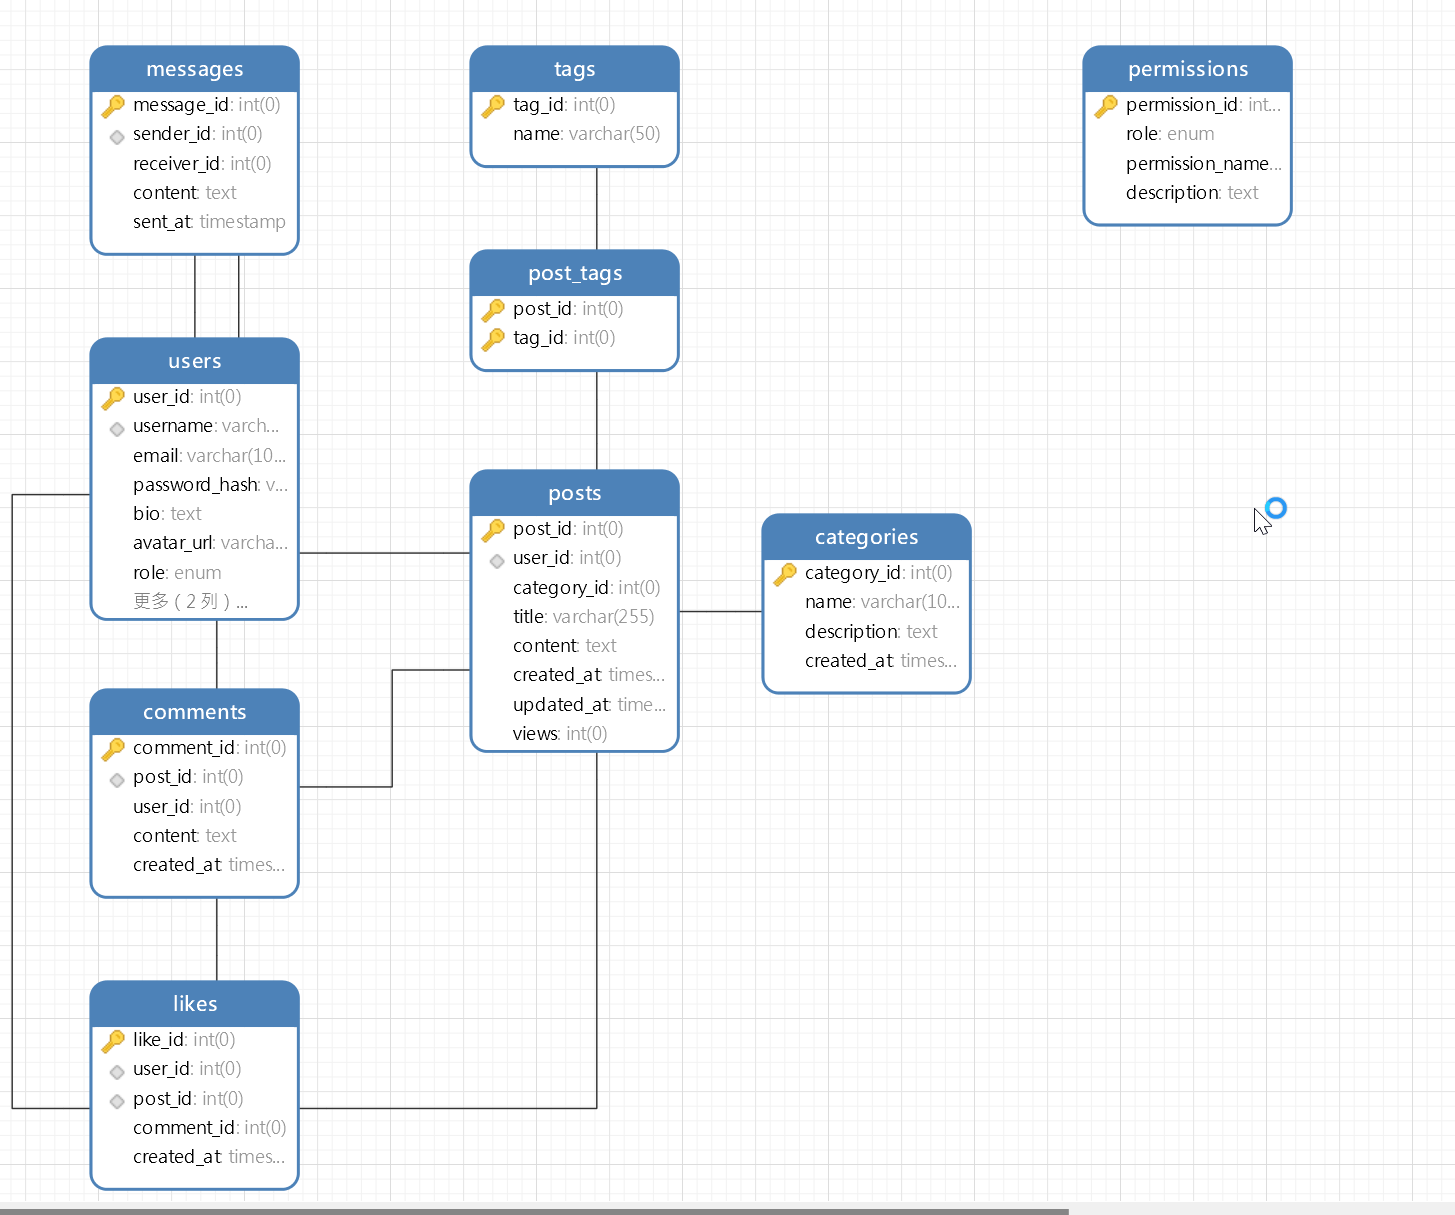 messages
message_id: int(0)
sender_id: int(0)
receiver_id: int(0)
content: text
sent_at: timestamp
tags
tag_id: int(0)
name: varchar(50)
permissions
permission_id: int...
role: enum
permission_name...
description: text
post_tags
post_id: int(0)
tag_id: int(0)
users
user_id: int(0)
username: varch...
email: varchar(10...
password_hash: v...
bio: text
avatar_url: varcha...
role: enum
更多 ( 2 列 ) ...
posts
post_id: int(0)
user_id: int(0)
category_id: int(0)
title: varchar(255)
content: text
created_at: times...
updated_at: time...
views: int(0)
categories
category_id: int(0)
name: varchar(10...
description: text
created_at: times...
comments
comment_id: int(0)
post_id: int(0)
user_id: int(0)
content: text
created_at: times...
likes
like_id: int(0)
user_id: int(0)
post_id: int(0)
comment_id: int(0)
created_at: times...